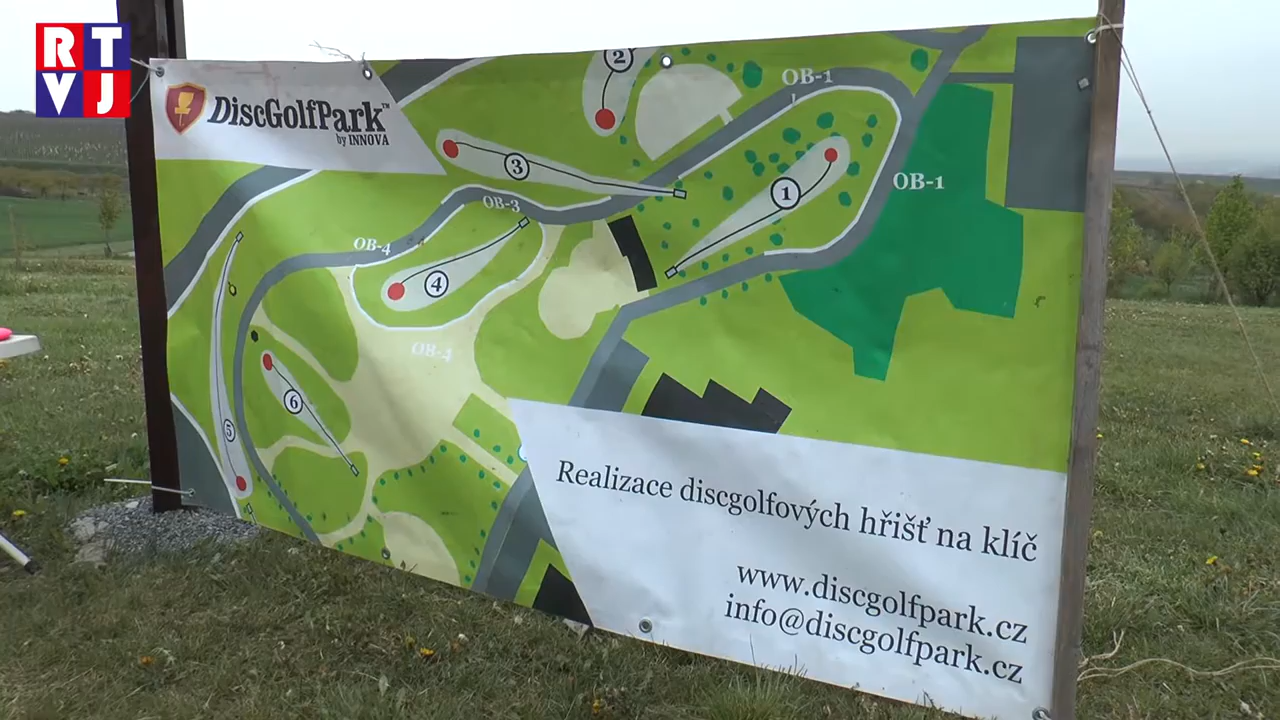 RT
VJ
DiscGolfPark™
by INNOVA
2
OB-1
3
1
OB-1
OB-3
OB-4
4
OB-4
6
5
Realizace discgolfových hřišť na klíč
www.discgolfpark.cz
info@discgolfpark.cz